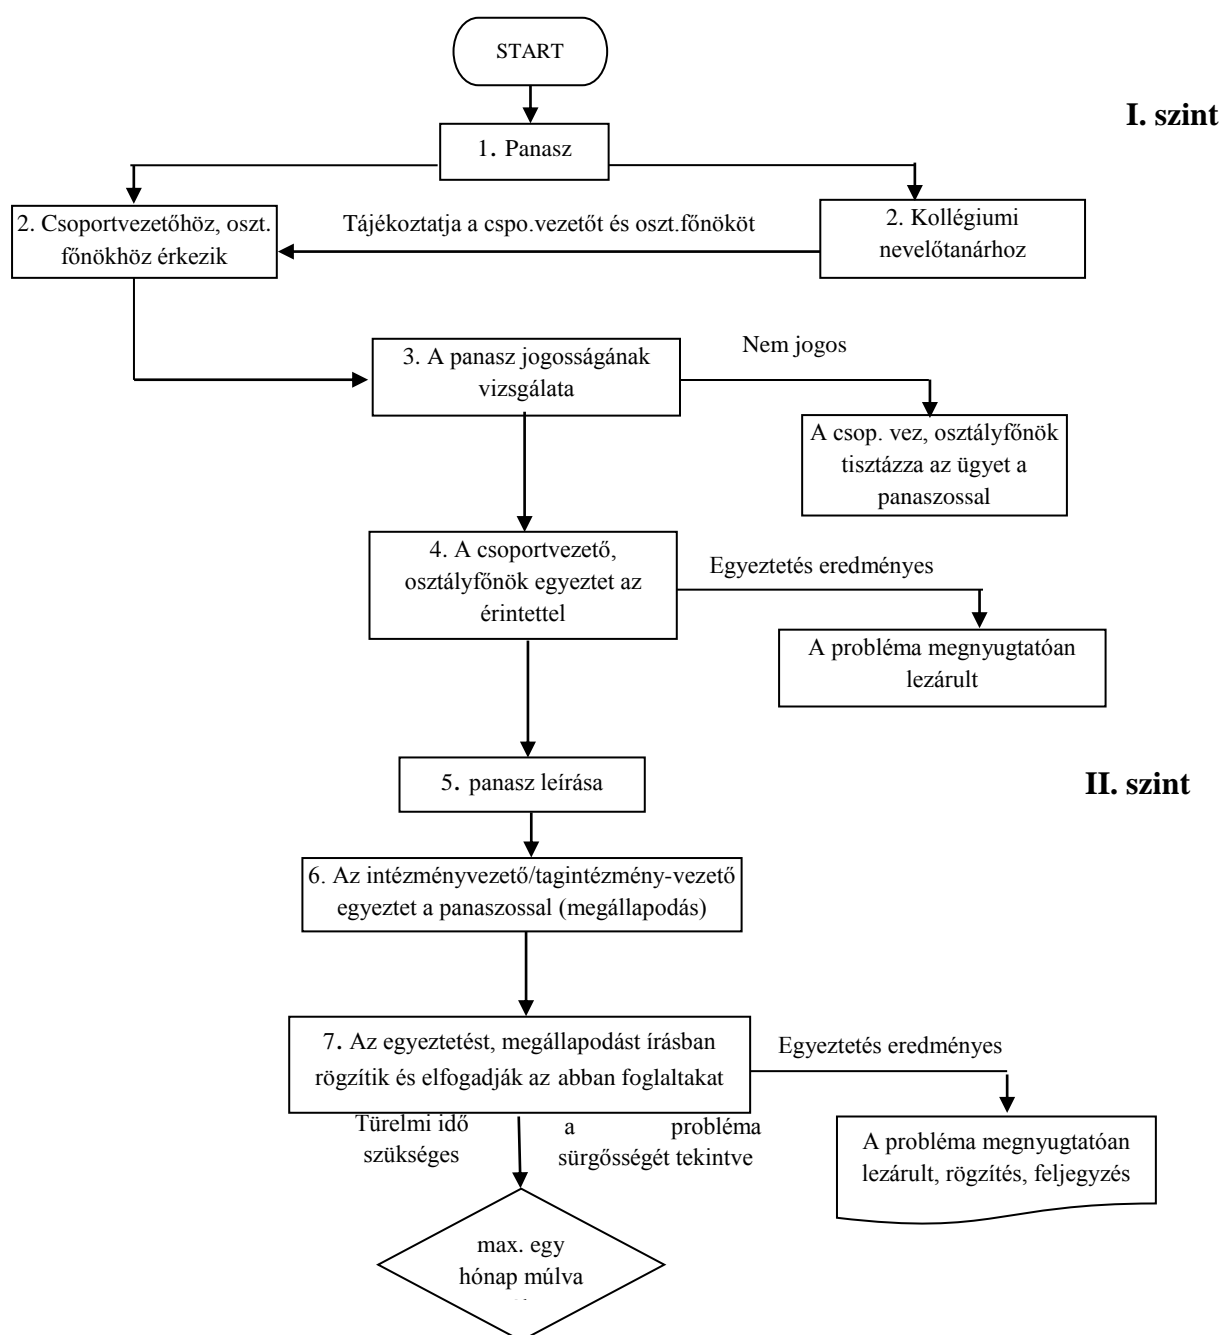 START
I. szint
1. Panasz
2. Csoportvezetőhöz, oszt.
főnökhöz érkezik
Tájékoztatja a cspo.vezetőt és oszt.főnököt
2. Kollégiumi
nevelőtanárhoz
3. A panasz jogosságának
vizsgálata
Nem jogos
A csop. vez, osztályfőnök
tisztázza az ügyet a
panaszossal
4. A csoportvezető,
osztályfőnök egyeztet az
érintettel
Egyeztetés eredményes
A probléma megnyugtatóan
lezárult
5. panasz leírása
II. szint
6. Az intézményvezető/tagintézmény-vezető
egyeztet a panaszossal (megállapodás)
7. Az egyeztetést, megállapodást írásban
rögzítik és elfogadják az abban foglaltakat
Egyeztetés eredményes
Türelmi idő
szükséges
a probléma
sürgősségét tekintve
A probléma megnyugtatóan
lezárult, rögzítés, feljegyzés
max. egy
hónap múlva